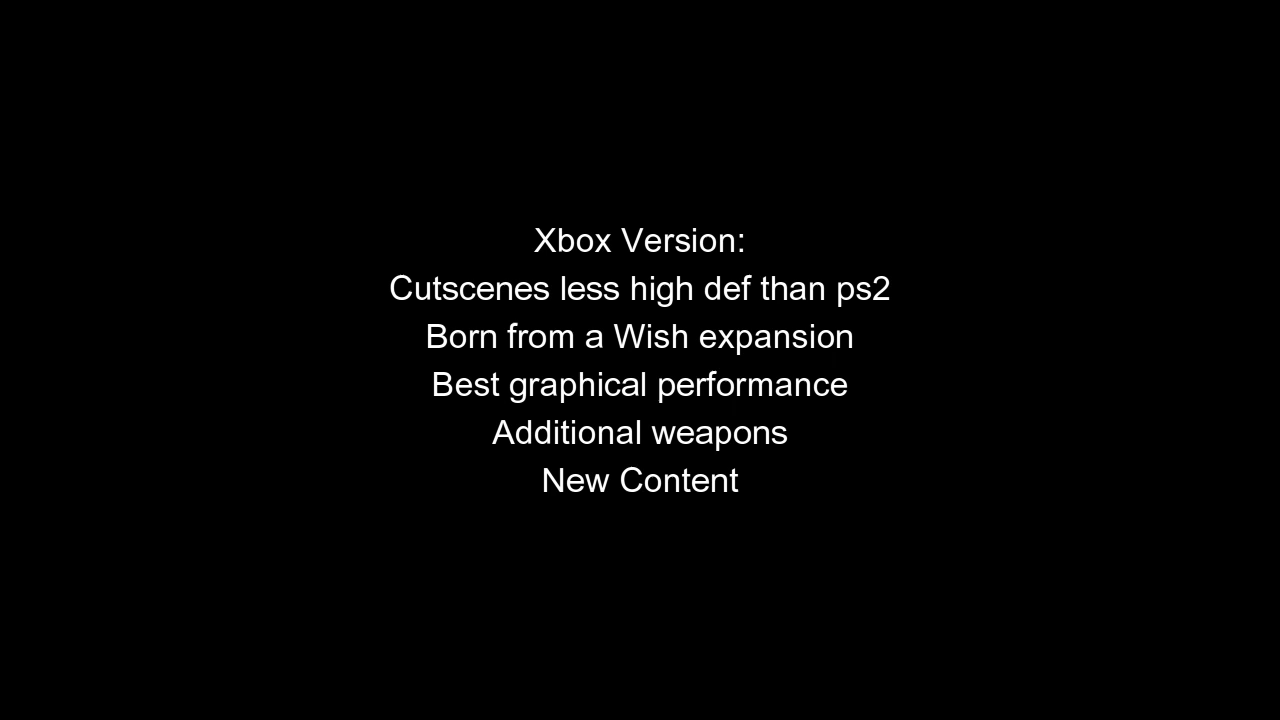 Xbox Version:
Cutscenes less high def than ps2
Born from a Wish expansion
Best graphical performance
Additional weapons
New Content